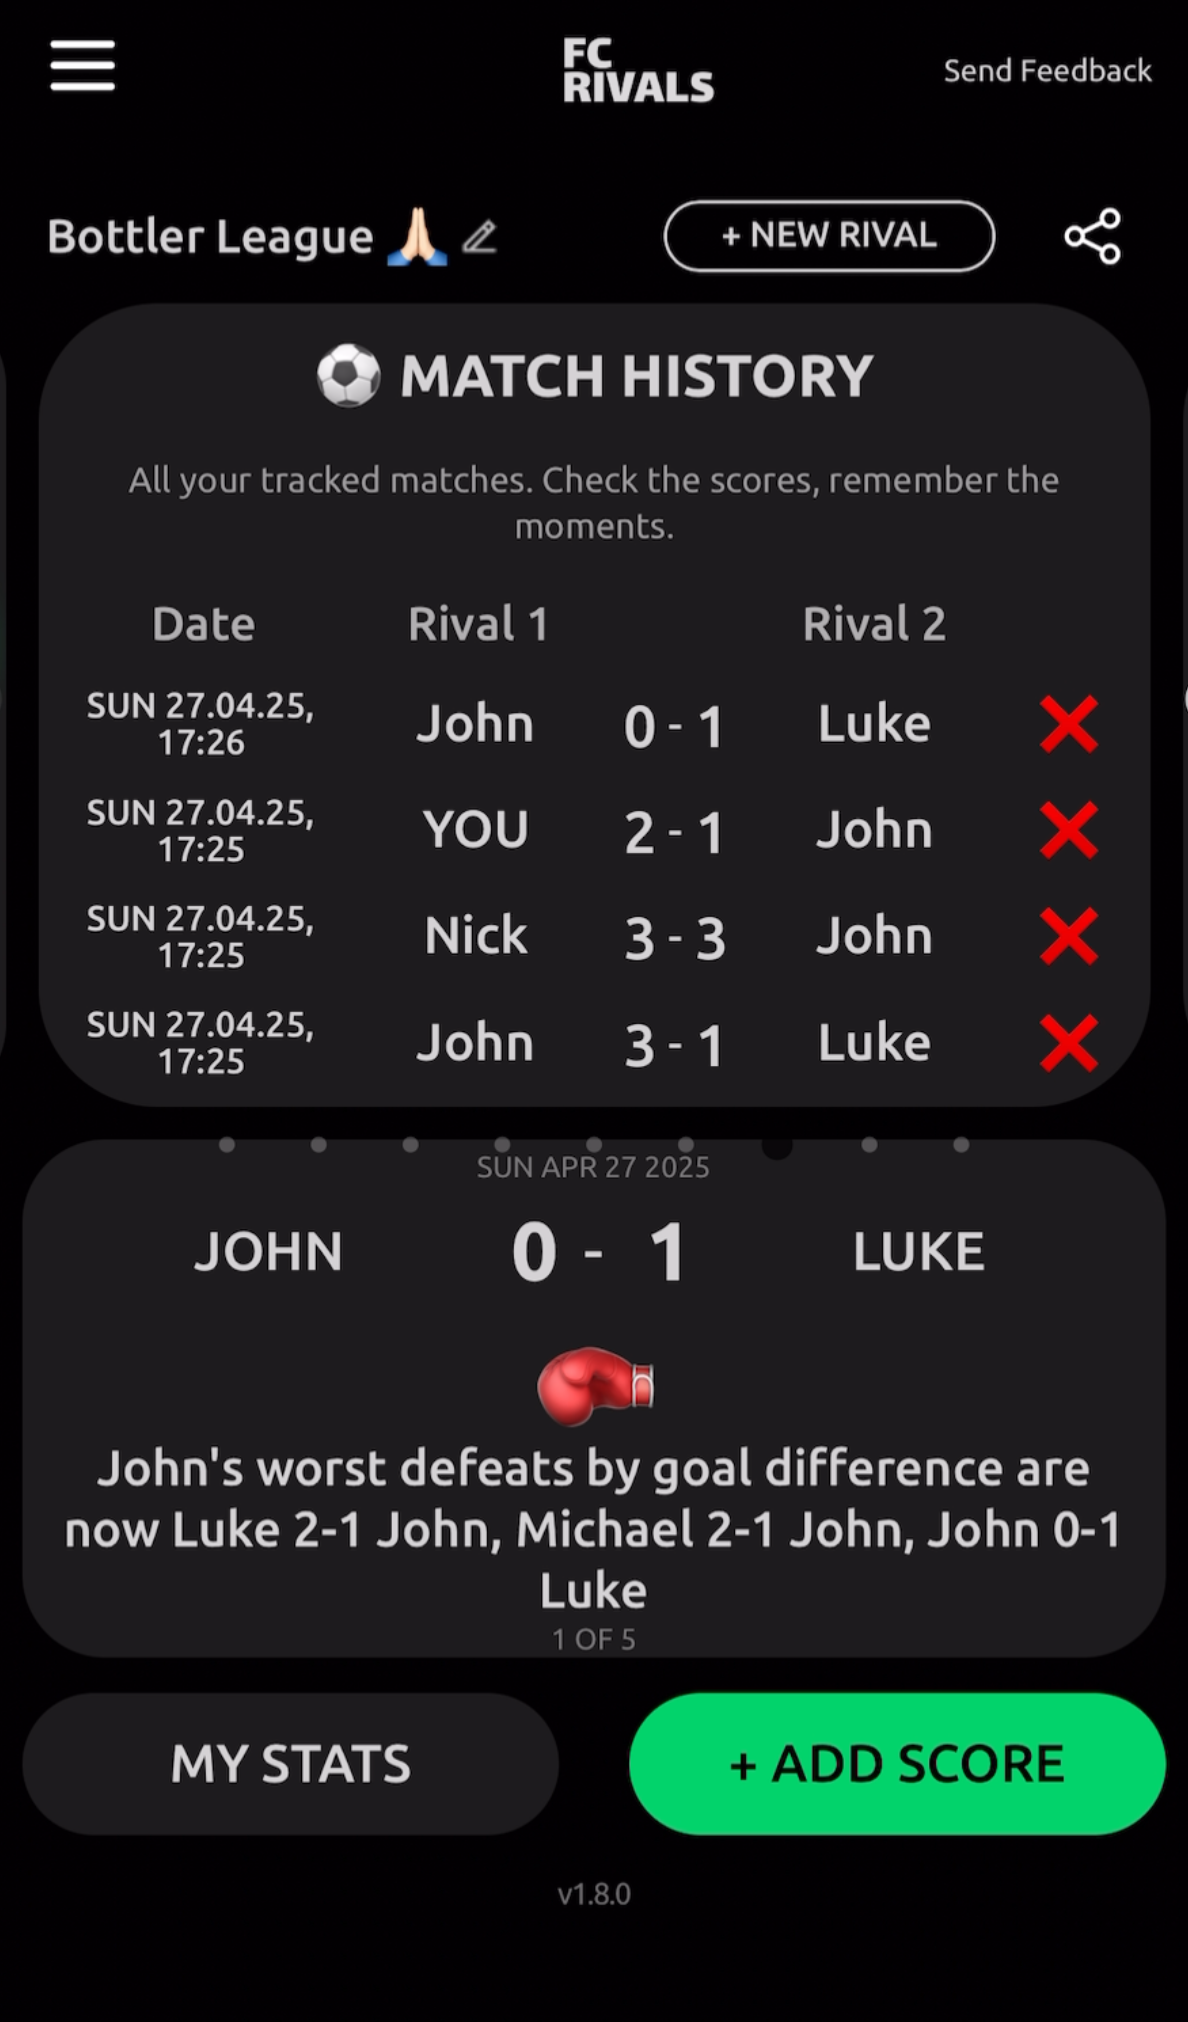 FC
RIVALS
Send Feedback
Bottler League 🙏🏻
+ NEW RIVAL
⚽ MATCH HISTORY
All your tracked matches. Check the scores, remember the
moments.
Date Rival 1 Rival 2
SUN 27.04.25,
17:26
John 0 - 1 Luke
SUN 27.04.25,
17:25
YOU 2 - 1 John
SUN 27.04.25,
17:25
Nick 3 - 3 John
SUN 27.04.25,
17:25
John 3 - 1 Luke
SUN APR 27 2025
JOHN 0 - 1 LUKE
John's worst defeats by goal difference are
now Luke 2-1 John, Michael 2-1 John, John 0-1
Luke
1 OF 5
MY STATS
+ ADD SCORE
v1.8.0